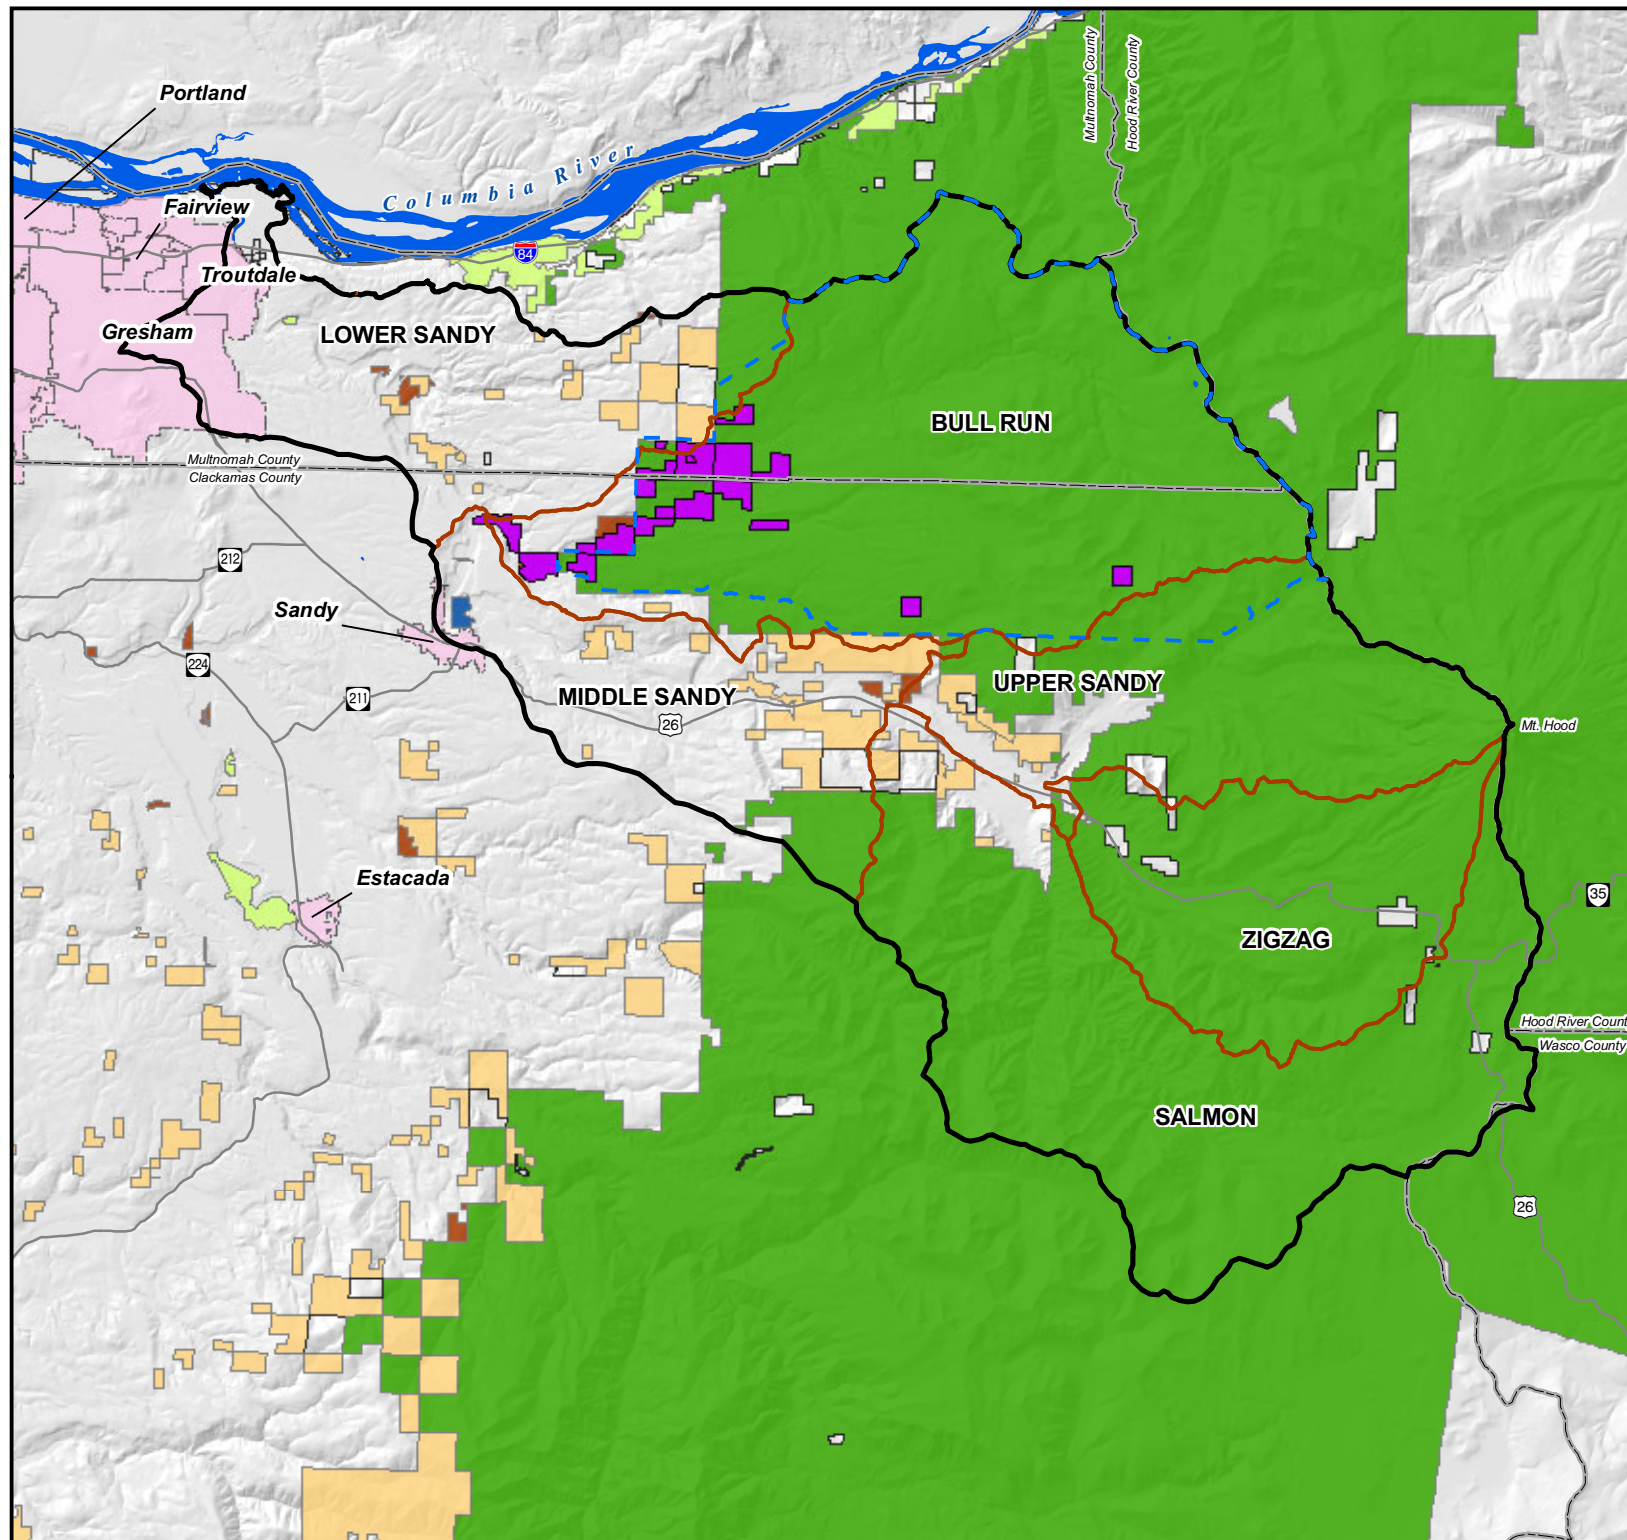 Multnomah County
Hood River County
Portland
Columbia River
Fairview
84
Troutdale
LOWER SANDY
Gresham
BULL RUN
Multnomah County
Clackamas County
212
Sandy
224
211
MIDDLE SANDY
UPPER SANDY
26
Mt. Hood
Estacada
35
ZIGZAG
Hood River Count
Wasco County
SALMON
26